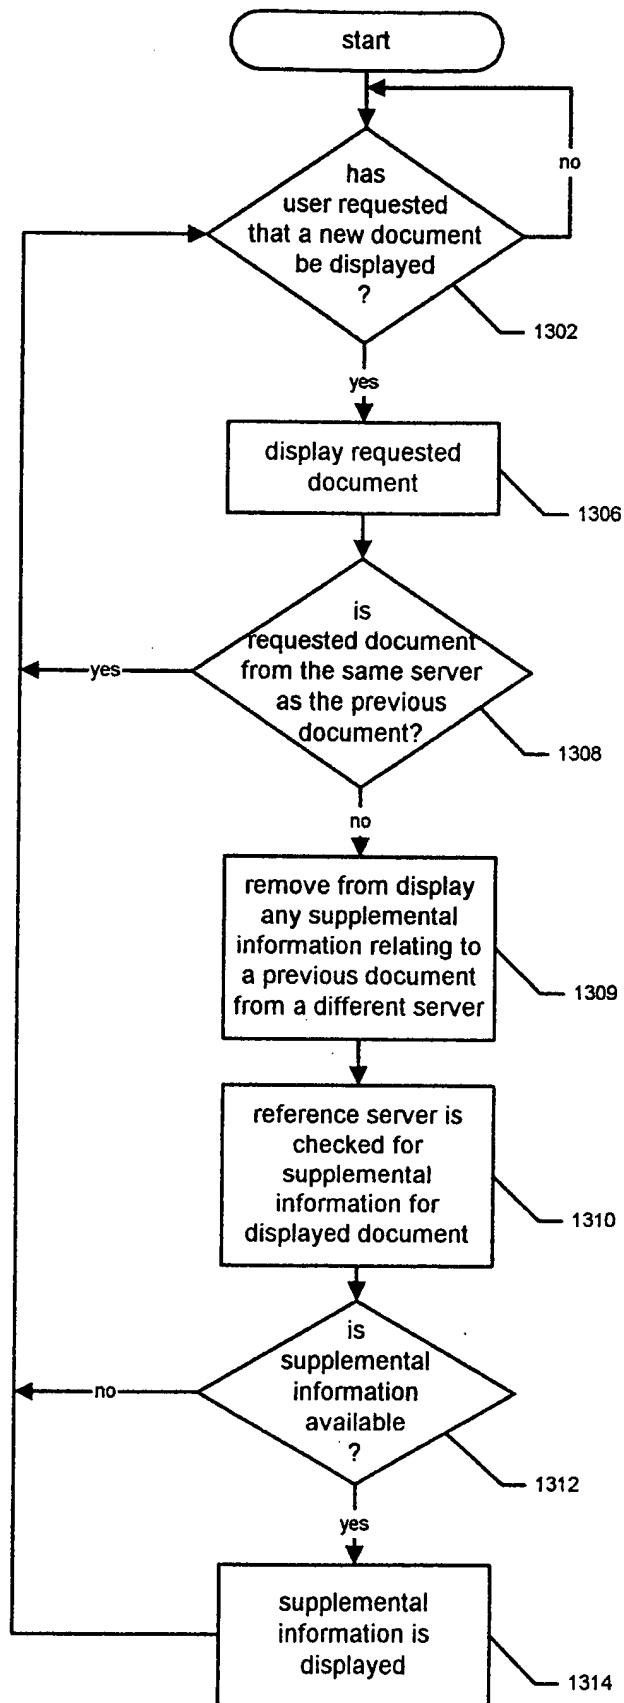 start
has
user requested
that a new document
be displayed
?
no
1302
yes
display requested
document
1306
is
requested document
from the same server
as the previous
document?
yes
1308
no
remove from display
any supplemental
information relating to
a previous document
from a different server
1309
reference server is
checked for
supplemental
information for
displayed document
1310
is
supplemental
information
available
?
no
1312
yes
supplemental
information is
displayed
1314